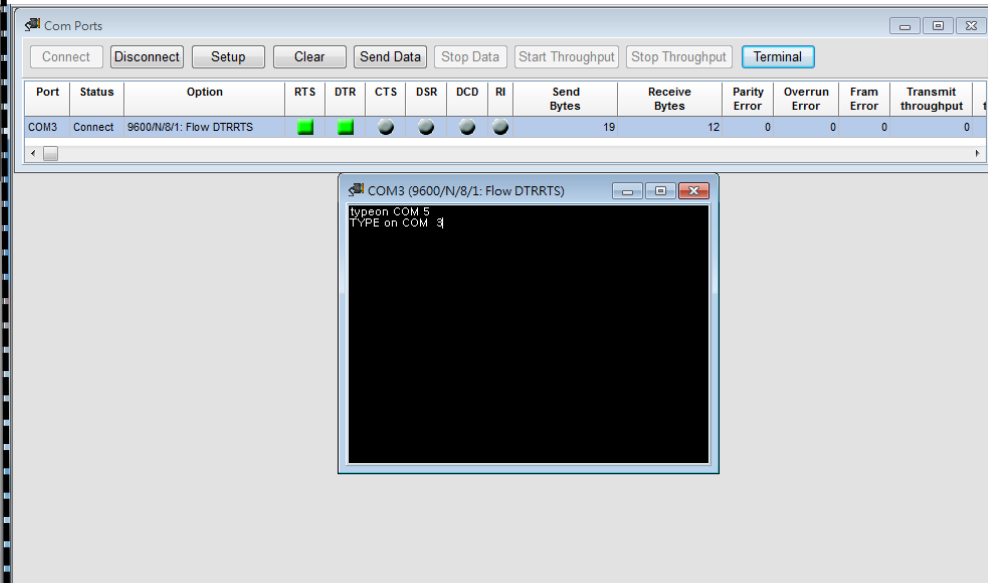 Com Ports
Connect Disconnect Setup Clear Send Data Stop Data Start Throughput Stop Throughput Terminal
Port Status Option RTS DTR CTS DSR DCD RI Send Bytes Receive Bytes Parity Error Overrun Error Fram Error Transmit throughput
COM3 Connect 9600/N/8/1: Flow DTRRTS 19 12 0 0 0 0
COM3 (9600/N/8/1: Flow DTRRTS)
typeon COM 5
TYPE on COM  3